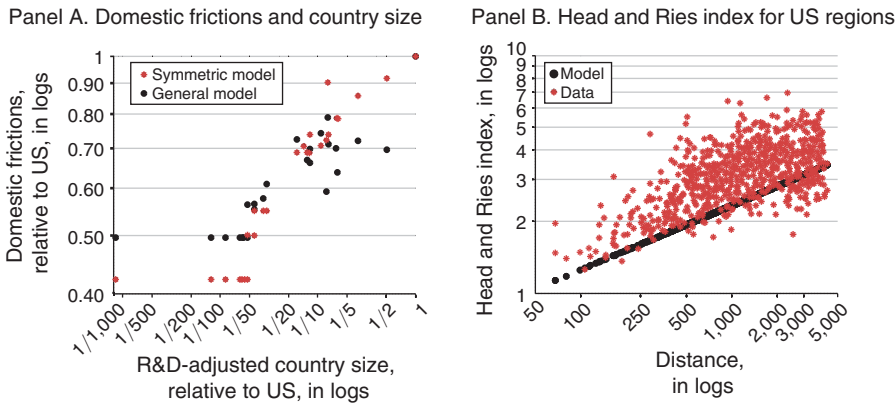 Panel A. Domestic frictions and country size
Domestic frictions,
relative to US, in logs
1
0.90
0.80
0.70
0.60
0.50
0.40
Symmetric model
General model
1/1,000
1/500
1/200
1/100
1/50
1/20
1/10
1/5
1/2
1
R&D-adjusted country size,
relative to US, in logs
Panel B. Head and Ries index for US regions
Head and Ries index, in logs
10
9
8
7
6
5
4
3
2
1
Model
Data
50
100
250
500
1,000
2,000
3,000
5,000
Distance,
in logs